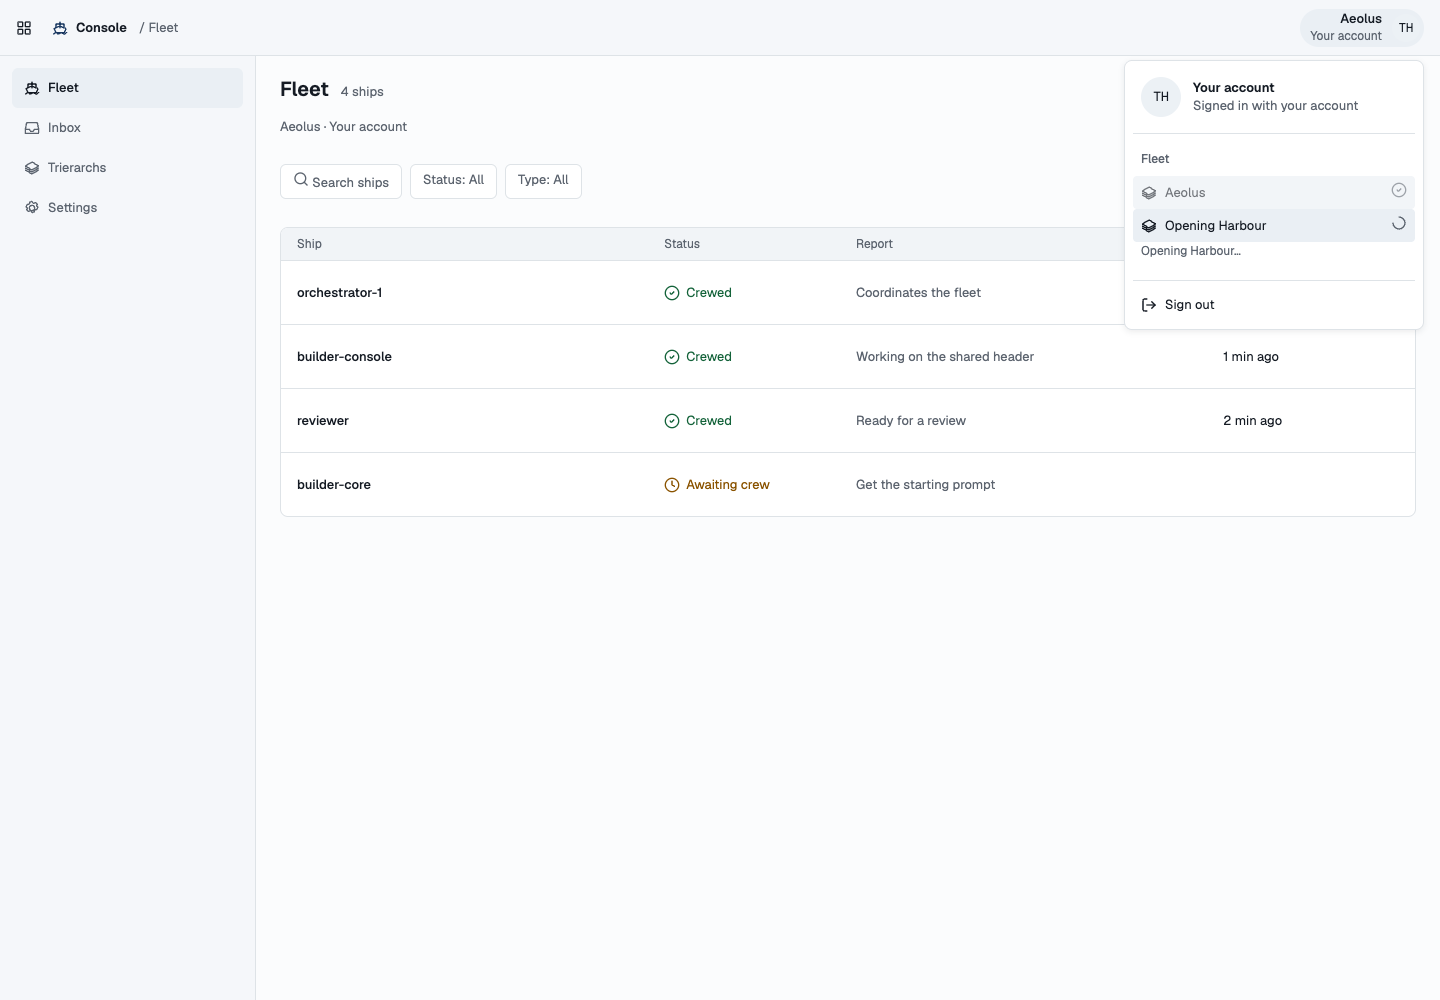 Console / Fleet
Aeolus
Your account
TH
Fleet
Inbox
Trierarchs
Settings
Fleet 4 ships
Aeolus · Your account
Search ships
Status: All
Type: All
Ship Status Report
orchestrator-1 Crewed Coordinates the fleet
builder-console Crewed Working on the shared header 1 min ago
reviewer Crewed Ready for a review 2 min ago
builder-core Awaiting crew Get the starting prompt
TH
Your account
Signed in with your account
Fleet
Aeolus
Opening Harbour
Opening Harbour…
Sign out